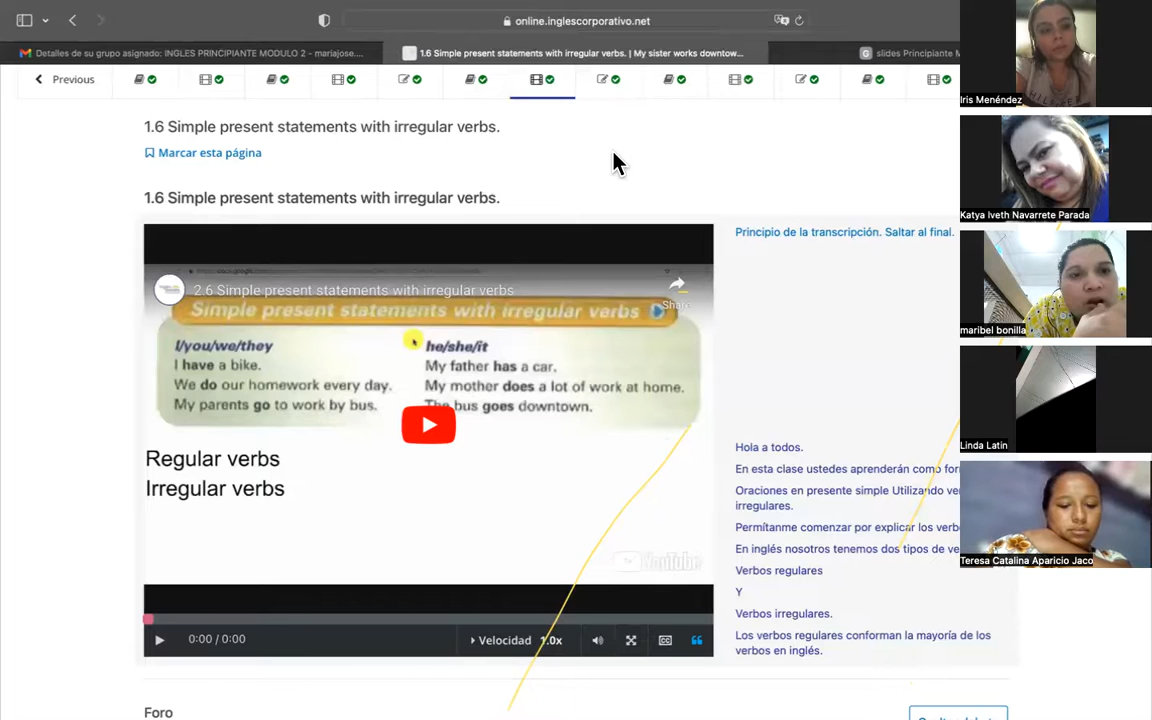 online.inglescorporativo.net
Detalles de su grupo asignado: INGLES PRINCIPIANTE MODULO 2 - mariajose....
1.6 Simple present statements with irregular verbs. | My sister works downtow...
G slides Principiante M
Previous
1.6 Simple present statements with irregular verbs.
Marcar esta página
1.6 Simple present statements with irregular verbs.
Principio de la transcripción. Saltar al final.
2.6 Simple present statements with irregular verbs
Share
Simple present statements with irregular verbs
I/you/we/they
he/she/it
I have a bike.
My father has a car.
We do our homework every day.
My mother does a lot of work at home.
My parents go to work by bus.
The bus goes downtown.
Regular verbs
Irregular verbs
YouTube
0:00 / 0:00
Velocidad 1.0x
CC
Hola a todos.
En esta clase ustedes aprenderán como for
Oraciones en presente simple Utilizando ve
irregulares.
Permítanme comenzar por explicar los verb
En inglés nosotros tenemos dos tipos de ve
Verbos regulares
Y
Verbos irregulares.
Los verbos regulares conforman la mayoría de los
verbos en inglés.
Foro
Iris Menéndez
Katya Iveth Navarrete Parada
maribel bonilla
Linda Latin
Teresa Catalina Aparicio Jaco